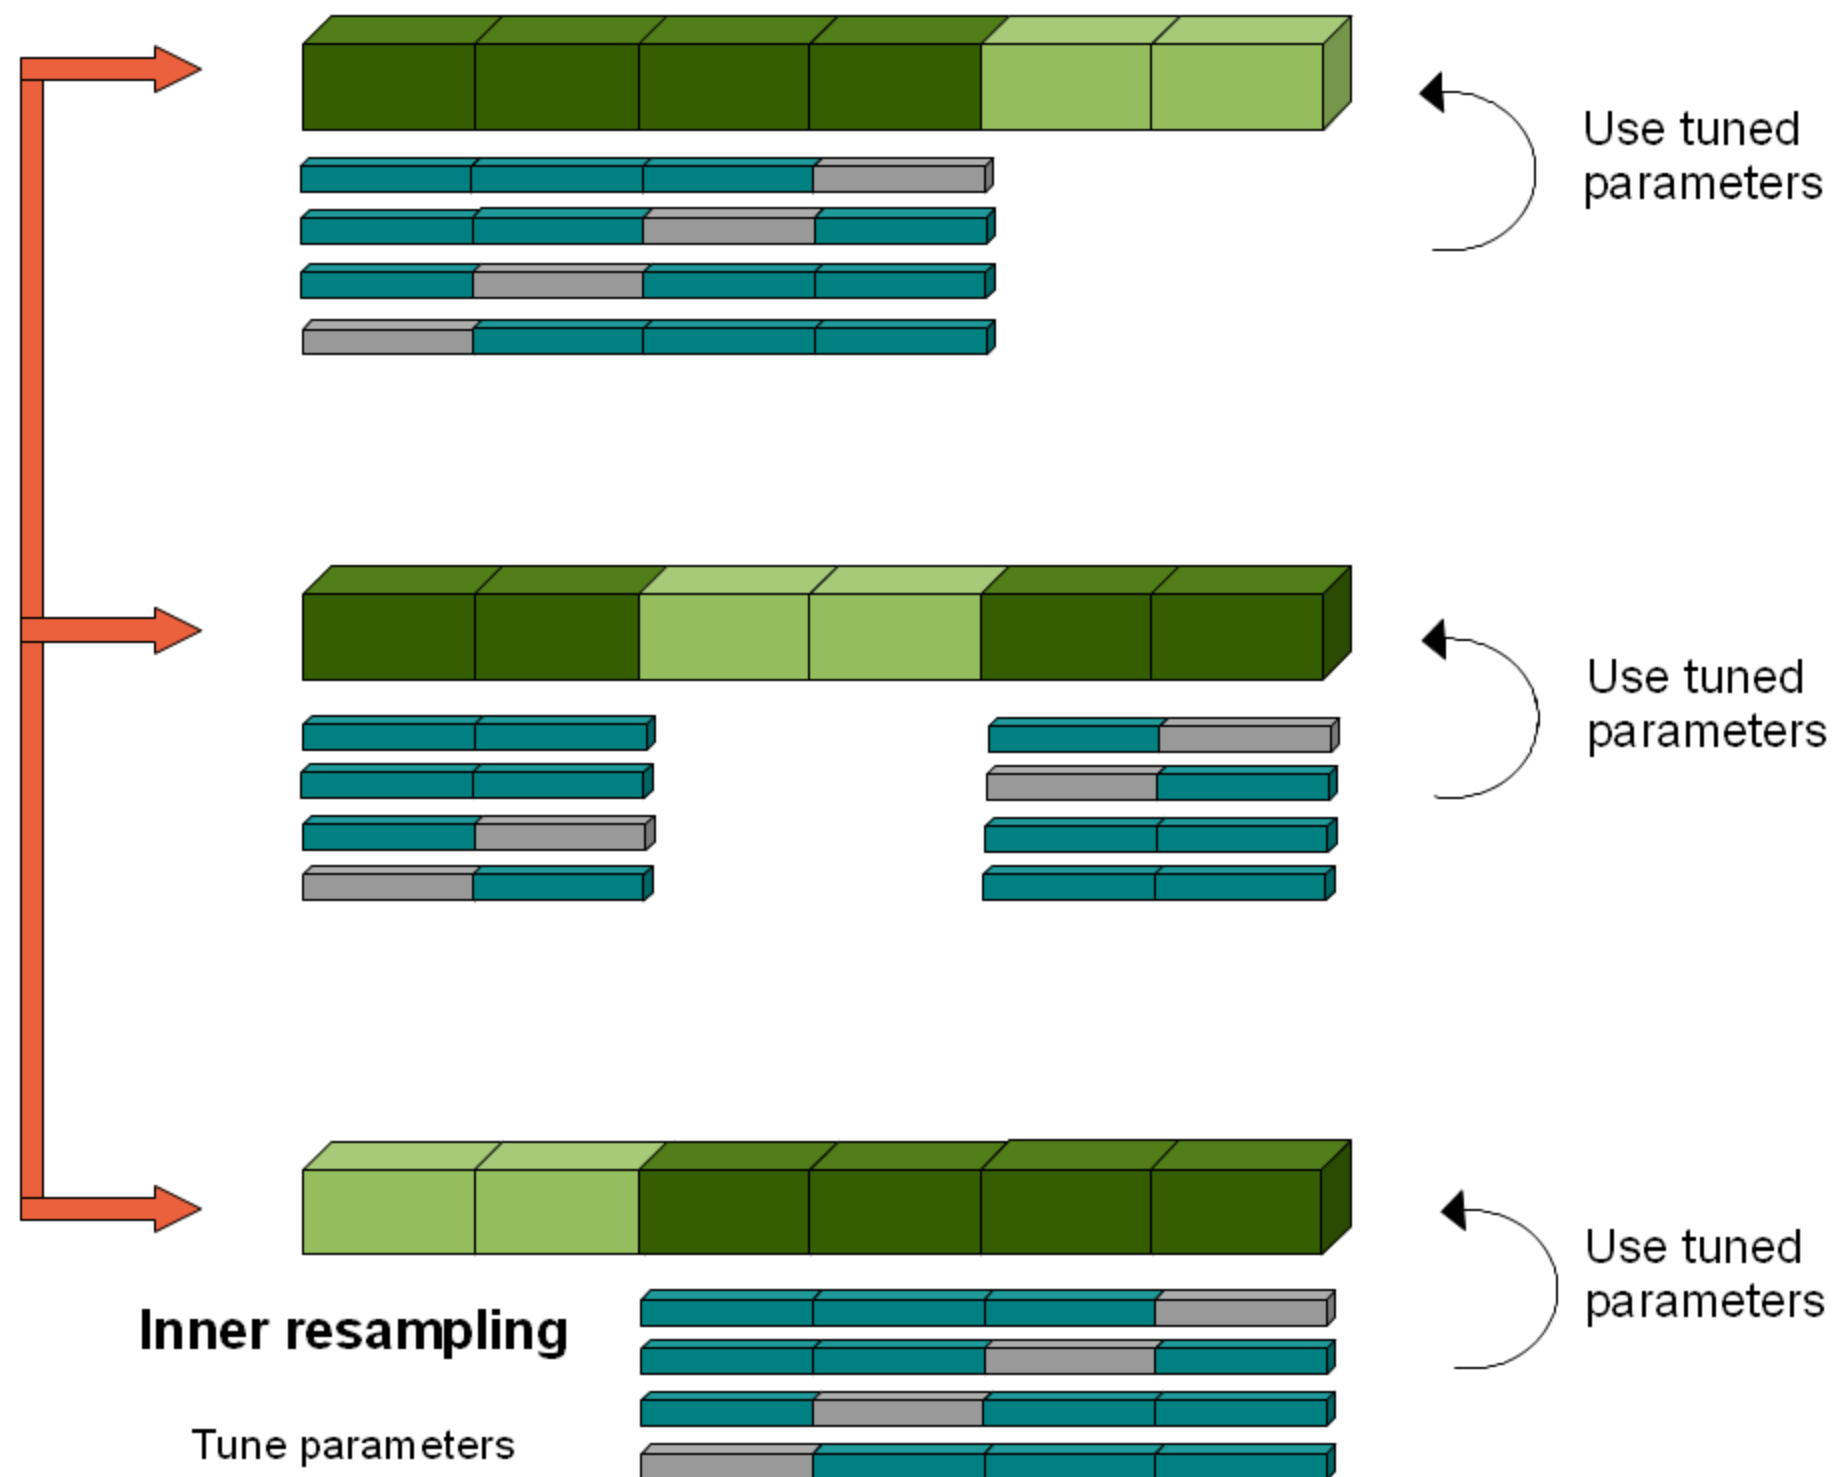 Use tuned
parameters
Use tuned
parameters
Use tuned
parameters
Inner resampling
Tune parameters